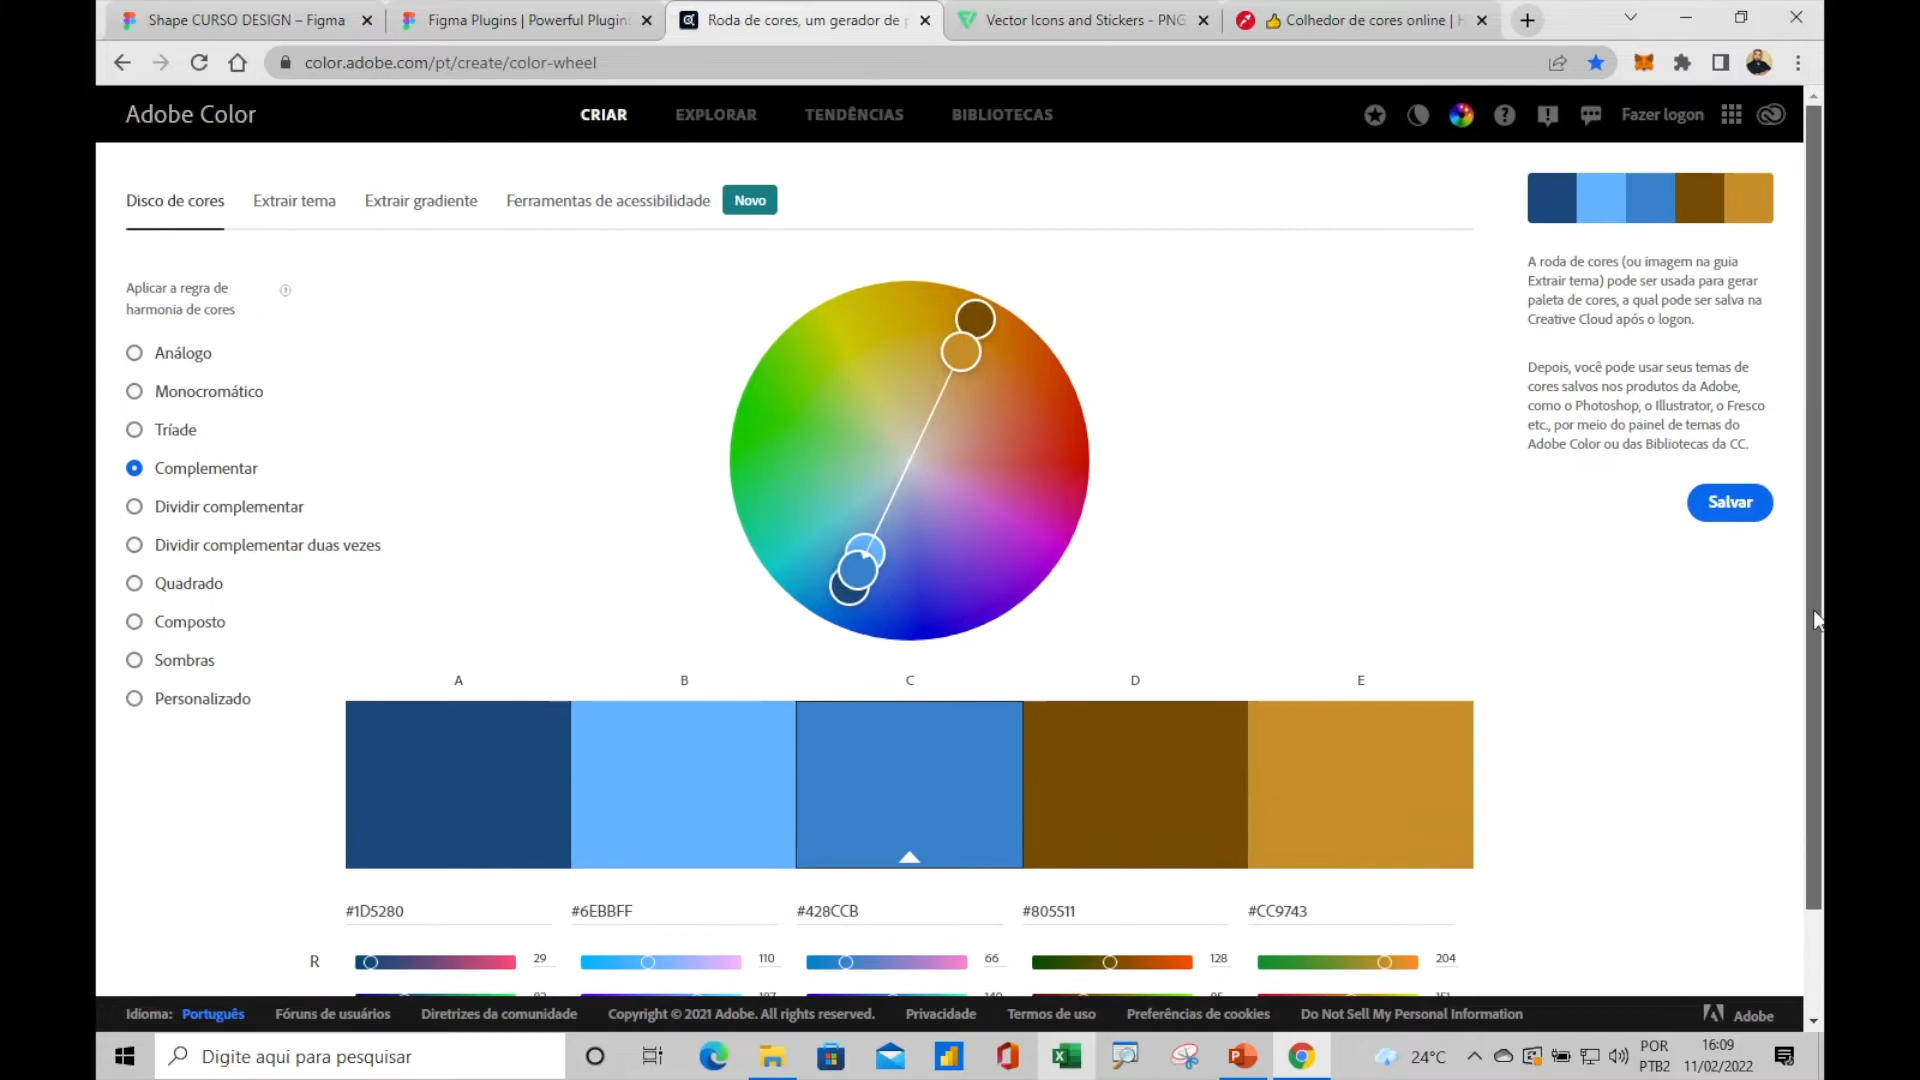 Shape CURSO DESIGN – Figma
Figma Plugins | Powerful Plugin
Roda de cores, um gerador de p
Vector Icons and Stickers - PNG
Colhedor de cores online | H
color.adobe.com/pt/create/color-wheel
Adobe Color
CRIAR
EXPLORAR
TENDÊNCIAS
BIBLIOTECAS
Fazer logon
Disco de cores
Extrair tema
Extrair gradiente
Ferramentas de acessibilidade
Novo
Aplicar a regra de
harmonia de cores
Análogo
Monocromático
Tríade
Complementar
Dividir complementar
Dividir complementar duas vezes
Quadrado
Composto
Sombras
Personalizado
A roda de cores (ou imagem na guia
Extrair tema) pode ser usada para gerar
paleta de cores, a qual pode ser salva na
Creative Cloud após o logon.
Depois, você pode usar seus temas de
cores salvos nos produtos da Adobe,
como o Photoshop, o Illustrator, o Fresco
etc., por meio do painel de temas do
Adobe Color ou das Bibliotecas da CC.
Salvar
A B C D E
#1D5280 #6EBBFF #428CCB #805511 #CC9743
R 29 110 66 128 204
Idioma: Português Fóruns de usuários Diretrizes da comunidade Copyright © 2021 Adobe. All rights reserved. Privacidade Termos de uso Preferências de cookies Do Not Sell My Personal Information Adobe
Digite aqui para pesquisar
24°C
POR
PTB2
16:09
11/02/2022